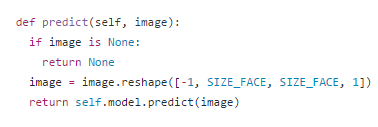 def predict(self, image):
  if image is None:
    return None
  image = image.reshape([-1, SIZE_FACE, SIZE_FACE, 1])
  return self.model.predict(image)